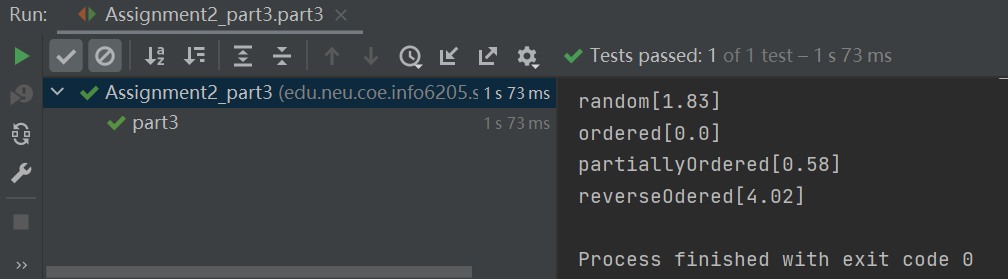 Run: Assignment2_part3.part3
Tests passed: 1 of 1 test – 1 s 73 ms
Assignment2_part3 (edu.neu.coe.info6205.s 1 s 73 ms
part3 1 s 73 ms
random[1.83]
ordered[0.0]
partiallyOrdered[0.58]
reverseOdered[4.02]
Process finished with exit code 0